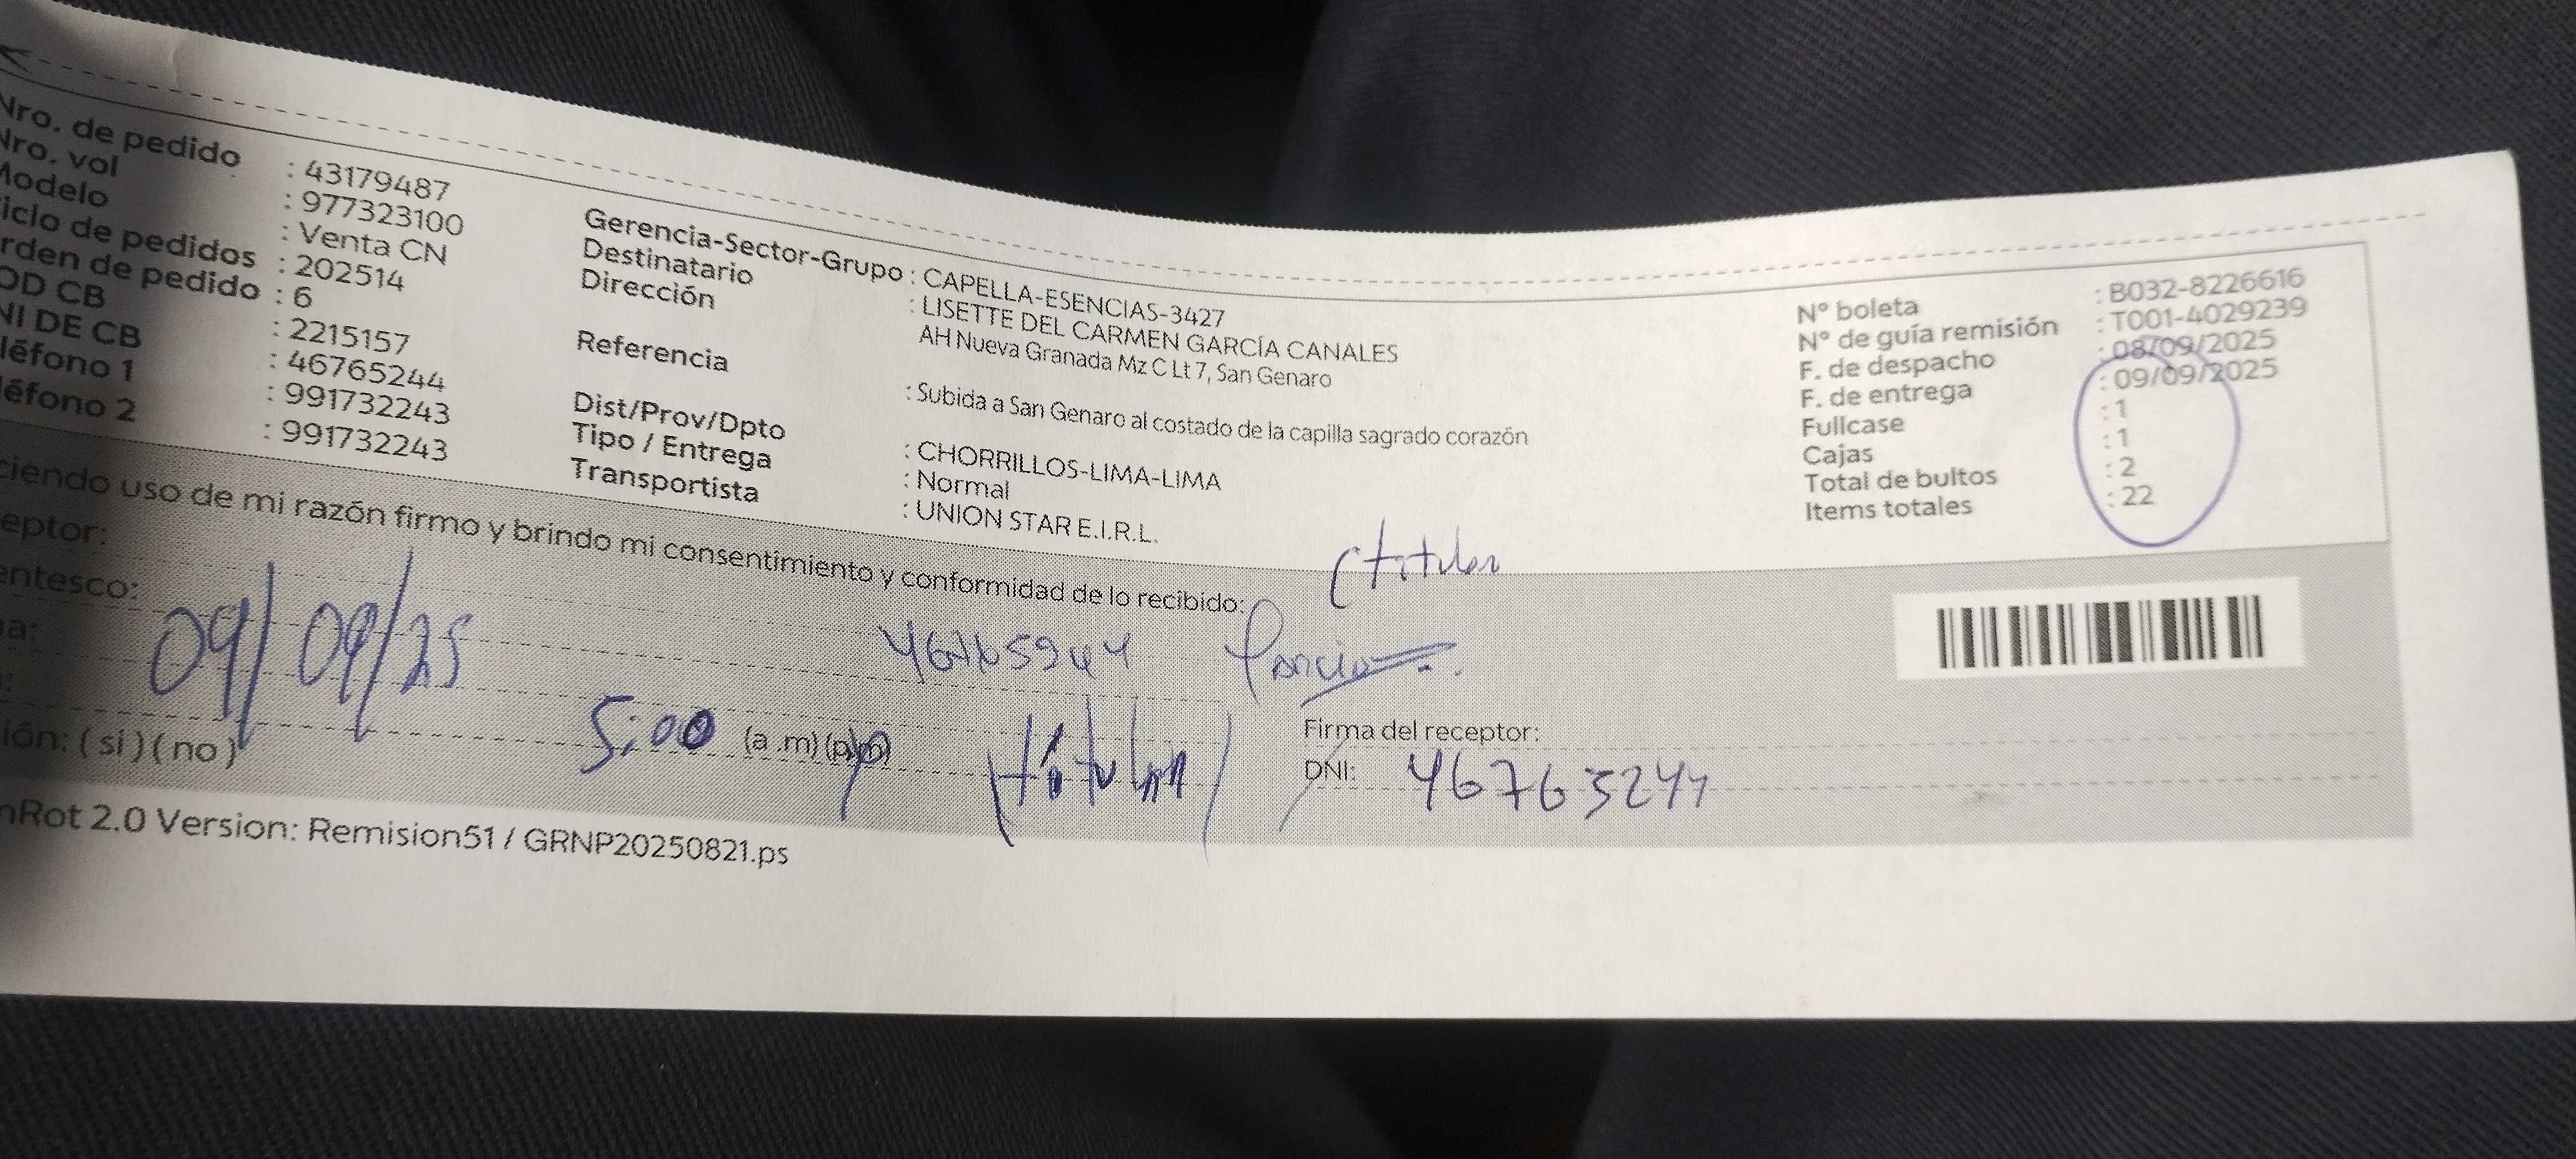 Nro. de pedido : 43179487
Nro. vol : 977323100
Modelo : Venta CN
iclo de pedidos : 202514
rden de pedido : 6
OD CB : 2215157
NI DE CB : 46765244
léfono 1 : 991732243
léfono 2 : 991732243
Gerencia-Sector-Grupo : CAPELLA-ESENCIAS-3427
Destinatario : LISETTE DEL CARMEN GARCÍA CANALES
Dirección AH Nueva Granada Mz C Lt 7, San Genaro
Referencia : Subida a San Genaro al costado de la capilla sagrado corazón
Dist/Prov/Dpto : CHORRILLOS-LIMA-LIMA
Tipo / Entrega : Normal
Transportista : UNION STAR E.I.R.L.
Nº boleta : B032-8226616
Nº de guía remisión : T001-4029239
F. de despacho : 08/09/2025
F. de entrega : 09/09/2025
Fullcase : 1
Cajas : 1
Total de bultos : 2
Items totales : 22
ciendo uso de mi razón firmo y brindo mi consentimiento y conformidad de lo recibido:
(titular
eptor:
entesco:
a:
09/09/25
5:00 (a .m) (p.m)
(titular)
Firma del receptor:
DNI: 46765244
ión: ( si ) ( no )
nRot 2.0 Version: Remision51 / GRNP20250821.ps